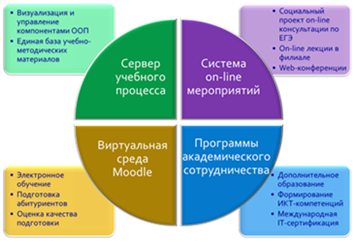 • Визуализация и
управление
компонентами ООП
• Единая база учебно-
методических
материалов
• Социальный
проект on-line
консультации по
ЕГЭ
• On-line лекции в
филиале
• Web-конференции
Сервер
учебного
процесса
Система
on-line
мероприятий
Виртуальная
среда
Moodle
Программы
академического
сотрудничества
• Электронное
обучение
• Подготовка
абитуриентов
• Оценка качества
подготовки
• Дополнительное
образование
• Формирование
ИКТ-компетенций
• Международная
IT-сертификация